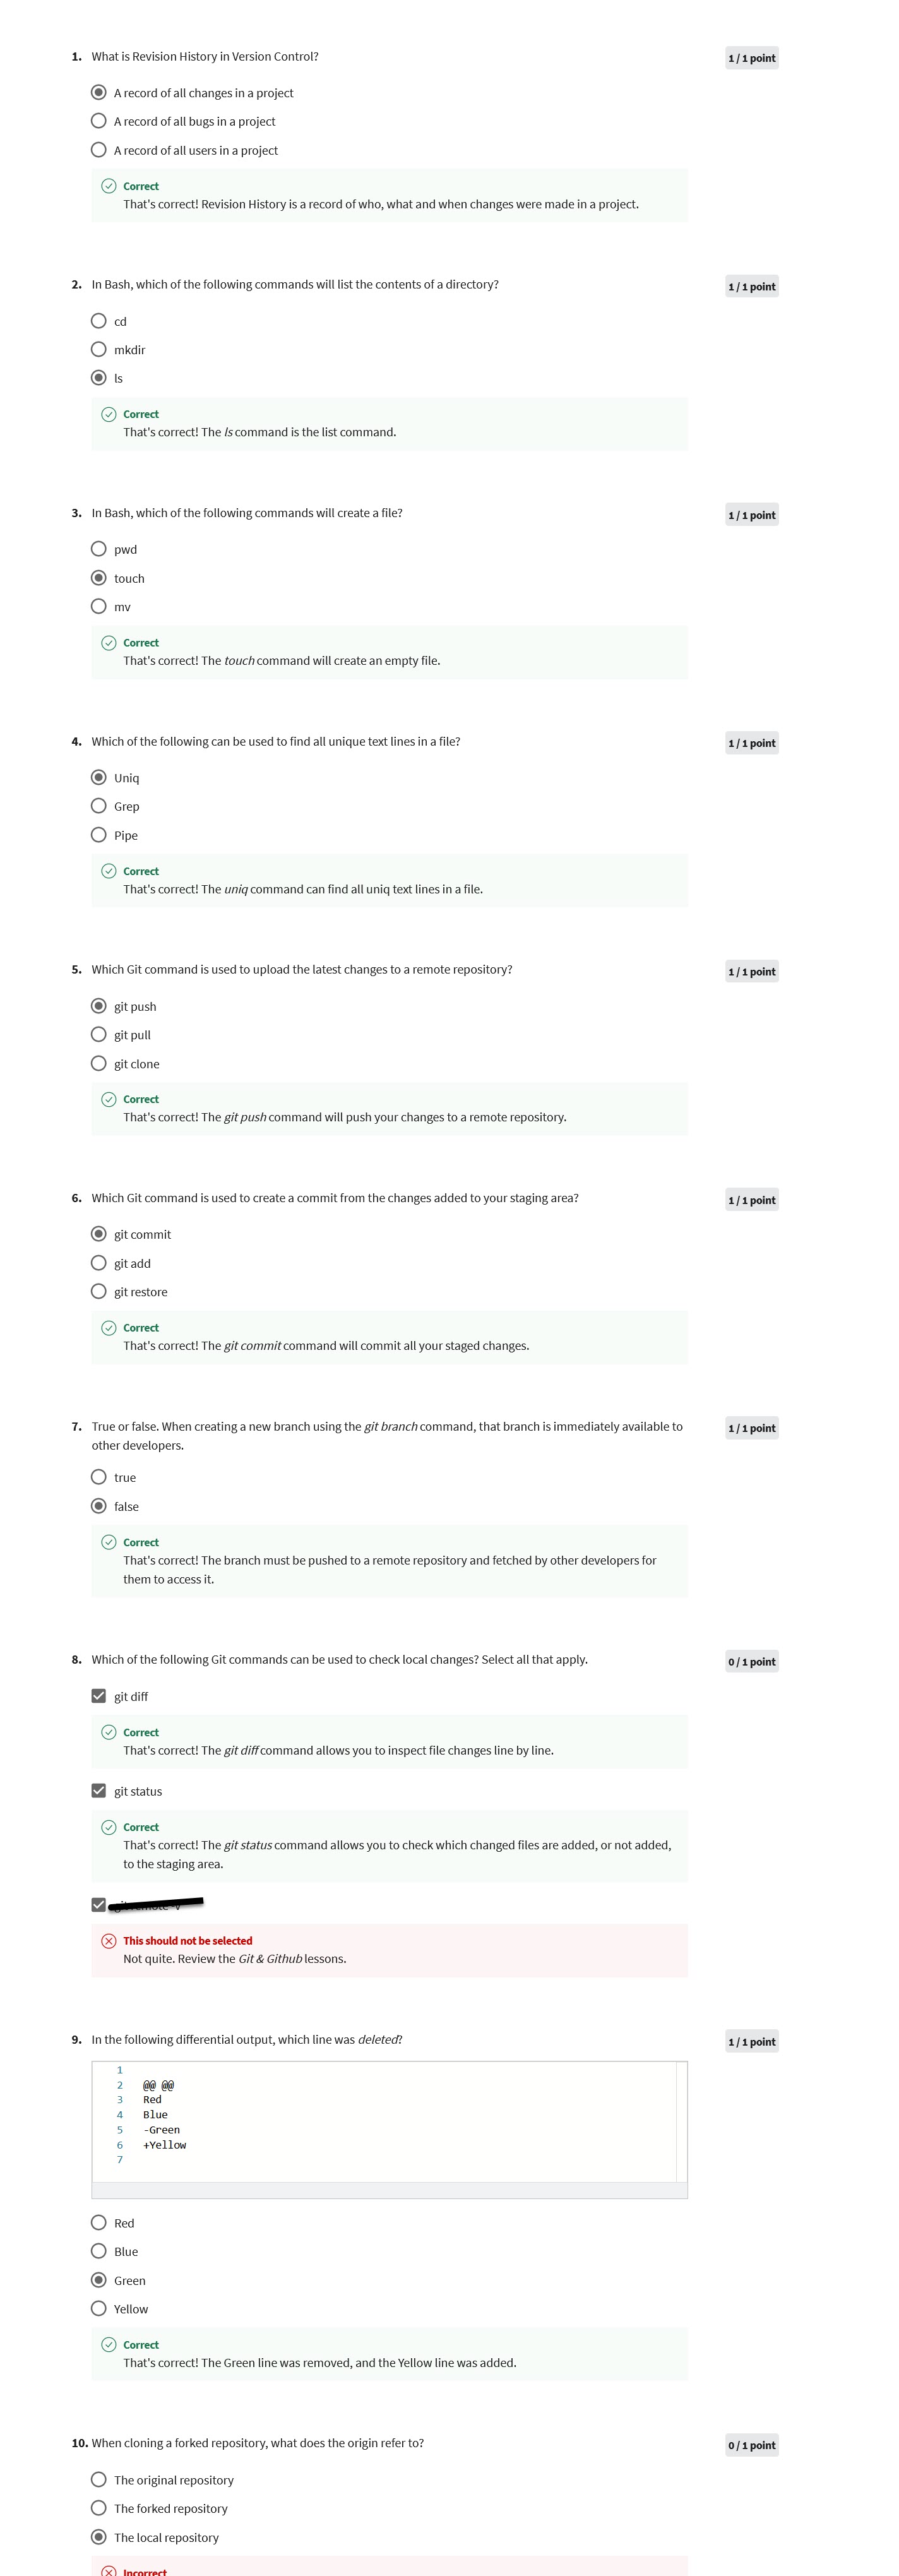 1. What is Revision History in Version Control?
1 / 1 point
A record of all changes in a project
A record of all bugs in a project
A record of all users in a project
Correct
That's correct! Revision History is a record of who, what and when changes were made in a project.
2. In Bash, which of the following commands will list the contents of a directory?
1 / 1 point
cd
mkdir
ls
Correct
That's correct! The ls command is the list command.
3. In Bash, which of the following commands will create a file?
1 / 1 point
pwd
touch
mv
Correct
That's correct! The touch command will create an empty file.
4. Which of the following can be used to find all unique text lines in a file?
1 / 1 point
Uniq
Grep
Pipe
Correct
That's correct! The uniq command can find all uniq text lines in a file.
5. Which Git command is used to upload the latest changes to a remote repository?
1 / 1 point
git push
git pull
git clone
Correct
That's correct! The git push command will push your changes to a remote repository.
6. Which Git command is used to create a commit from the changes added to your staging area?
1 / 1 point
git commit
git add
git restore
Correct
That's correct! The git commit command will commit all your staged changes.
7. True or false. When creating a new branch using the git branch command, that branch is immediately available to
other developers.
1 / 1 point
true
false
Correct
That's correct! The branch must be pushed to a remote repository and fetched by other developers for
them to access it.
8. Which of the following Git commands can be used to check local changes? Select all that apply.
0 / 1 point
git diff
Correct
That's correct! The git diff command allows you to inspect file changes line by line.
git status
Correct
That's correct! The git status command allows you to check which changed files are added, or not added,
to the staging area.
This should not be selected
Not quite. Review the Git & Github lessons.
9. In the following differential output, which line was deleted?
1 / 1 point
1
2 @@ @@
3 Red
4 Blue
5 -Green
6 +Yellow
7
Red
Blue
Green
Yellow
Correct
That's correct! The Green line was removed, and the Yellow line was added.
10. When cloning a forked repository, what does the origin refer to?
0 / 1 point
The original repository
The forked repository
The local repository
Incorrect